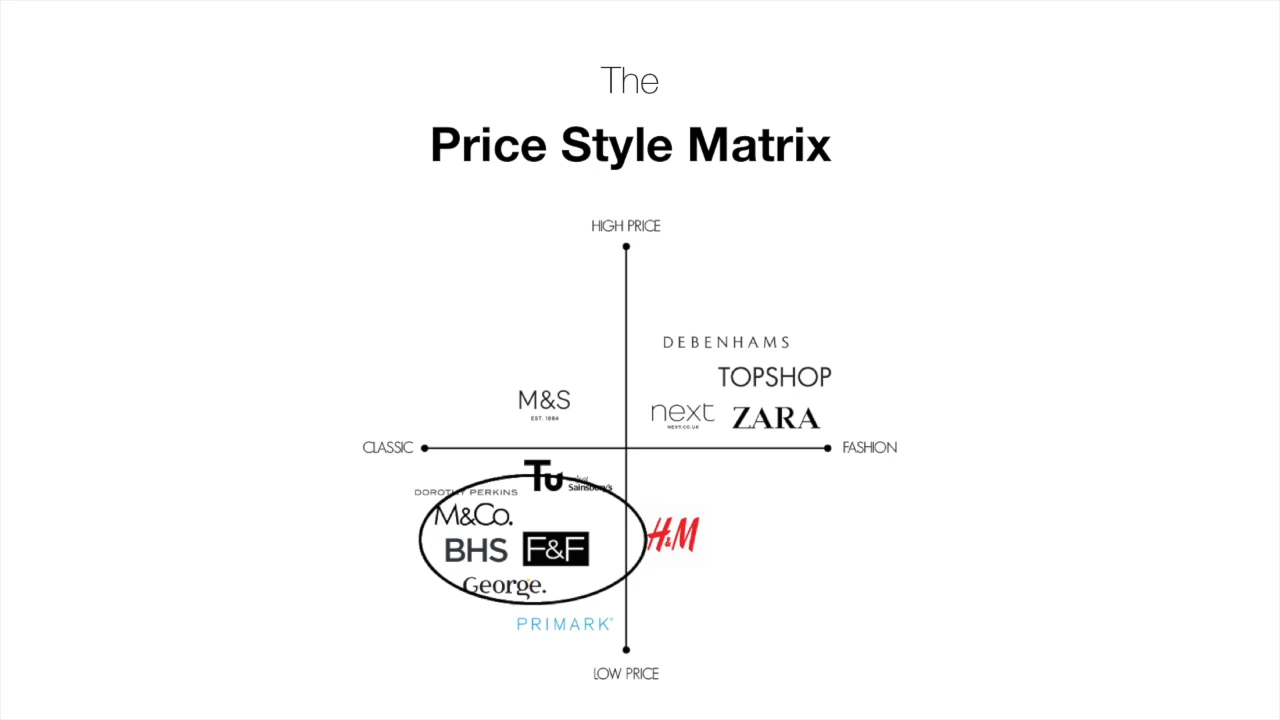 The
Price Style Matrix
HIGH PRICE
DEBENHAMS
TOPSHOP
M&S
EST. 1884
next
NEXT.CO.UK
ZARA
CLASSIC
FASHION
Tu
Sainsbury's
DOROTHY PERKINS
M&Co.
H&M
BHS
F&F
George.
PRIMARK
LOW PRICE